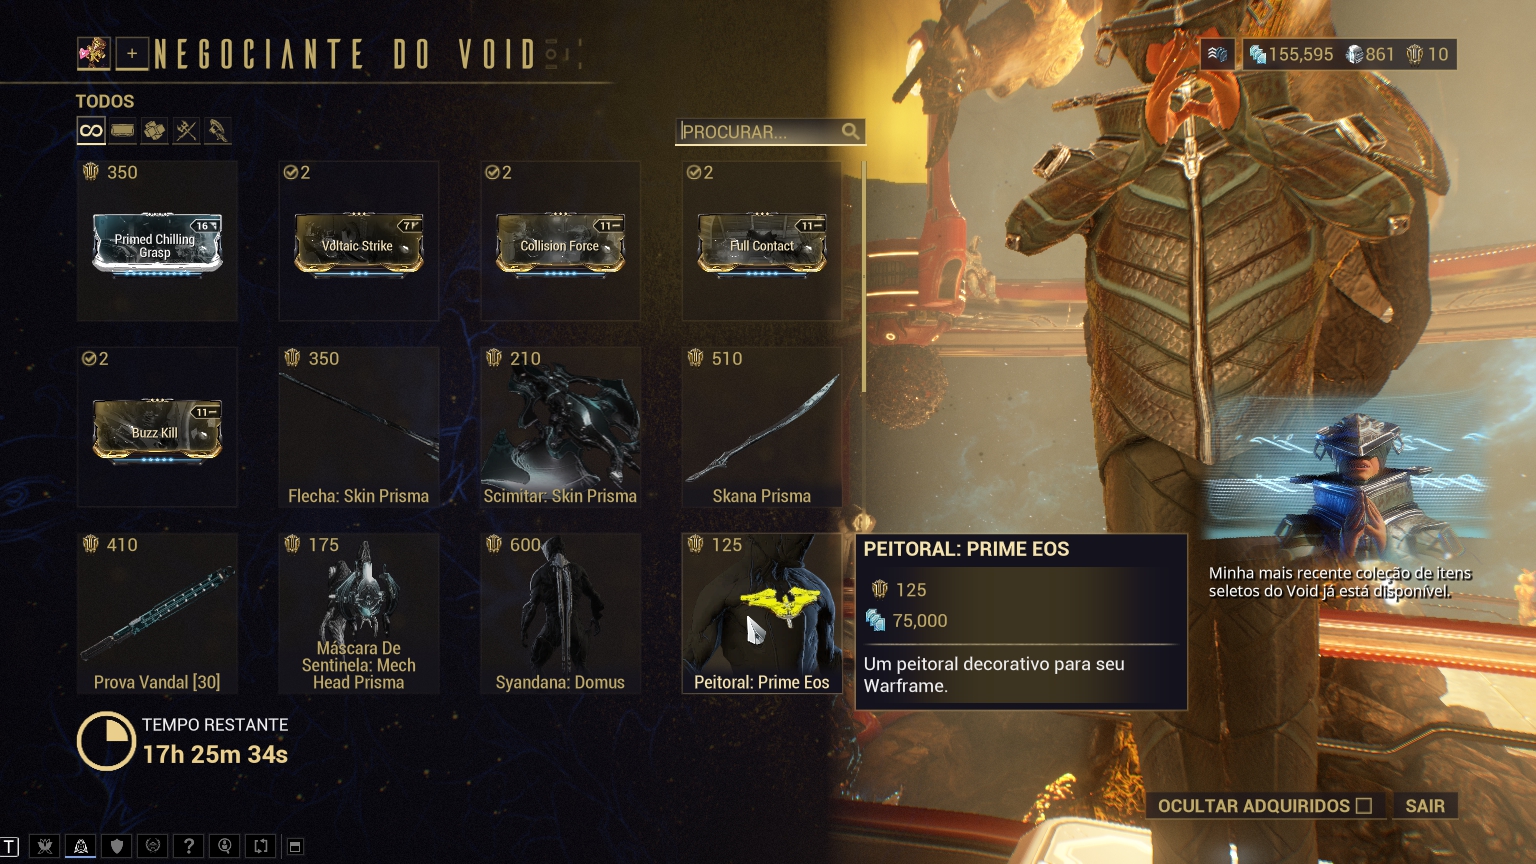 NEGOCIANTE DO VOID
155,595 861 10
TODOS
PROCURAR...
350
2
2
2
16
7
11
11
Primed Chilling
Grasp
Voltaic Strike
Collision Force
Full Contact
2
350
210
510
11
Buzz Kill
Flecha: Skin Prisma
Scimitar: Skin Prisma
Skana Prisma
410
175
600
125
Prova Vandal [30]
Máscara De
Sentinela: Mech
Head Prisma
Syandana: Domus
Peitoral: Prime Eos
PEITORAL: PRIME EOS
125
75,000
Um peitoral decorativo para seu
Warframe.
Minha mais recente coleção de itens
seletos do Void já está disponível.
TEMPO RESTANTE
17h 25m 34s
OCULTAR ADQUIRIDOS
SAIR
T
?